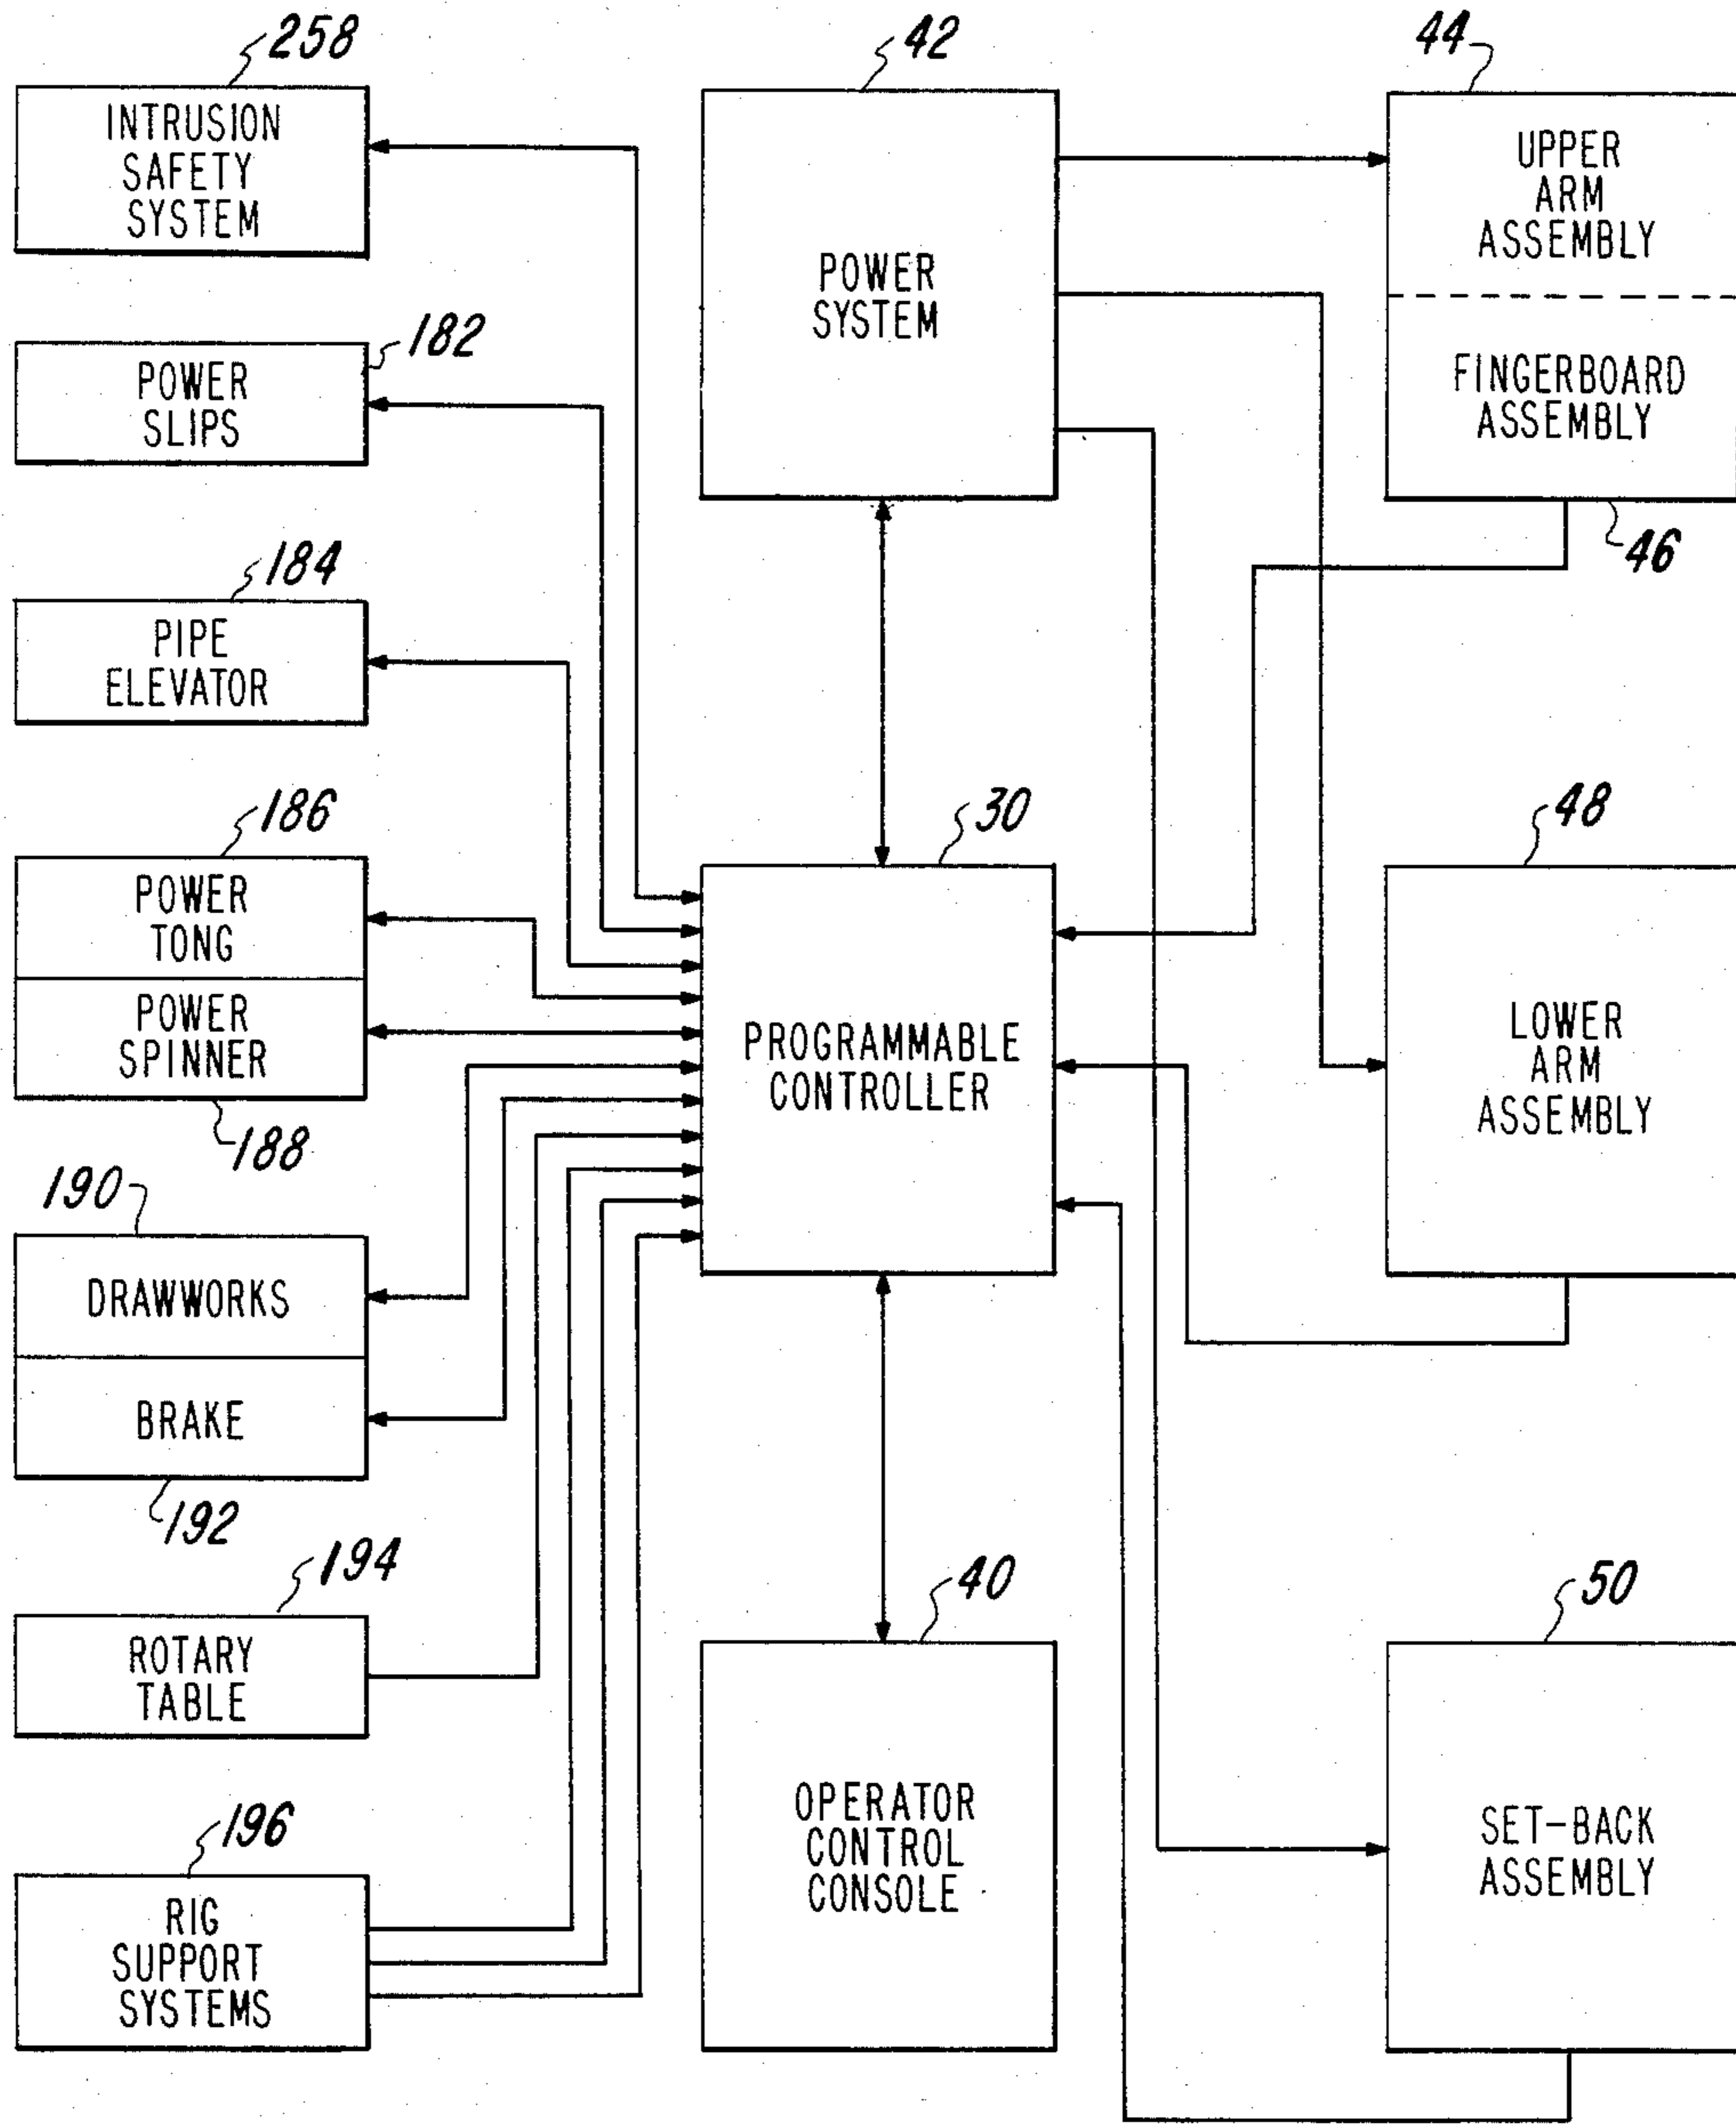 258
INTRUSION
SAFETY
SYSTEM
182
POWER
SLIPS
184
PIPE
ELEVATOR
186
POWER
TONG
POWER
SPINNER
188
190
DRAWWORKS
BRAKE
192
194
ROTARY
TABLE
196
RIG
SUPPORT
SYSTEMS
42
POWER
SYSTEM
30
PROGRAMMABLE
CONTROLLER
40
OPERATOR
CONTROL
CONSOLE
44
UPPER
ARM
ASSEMBLY
FINGERBOARD
ASSEMBLY
46
48
LOWER
ARM
ASSEMBLY
50
SET-BACK
ASSEMBLY